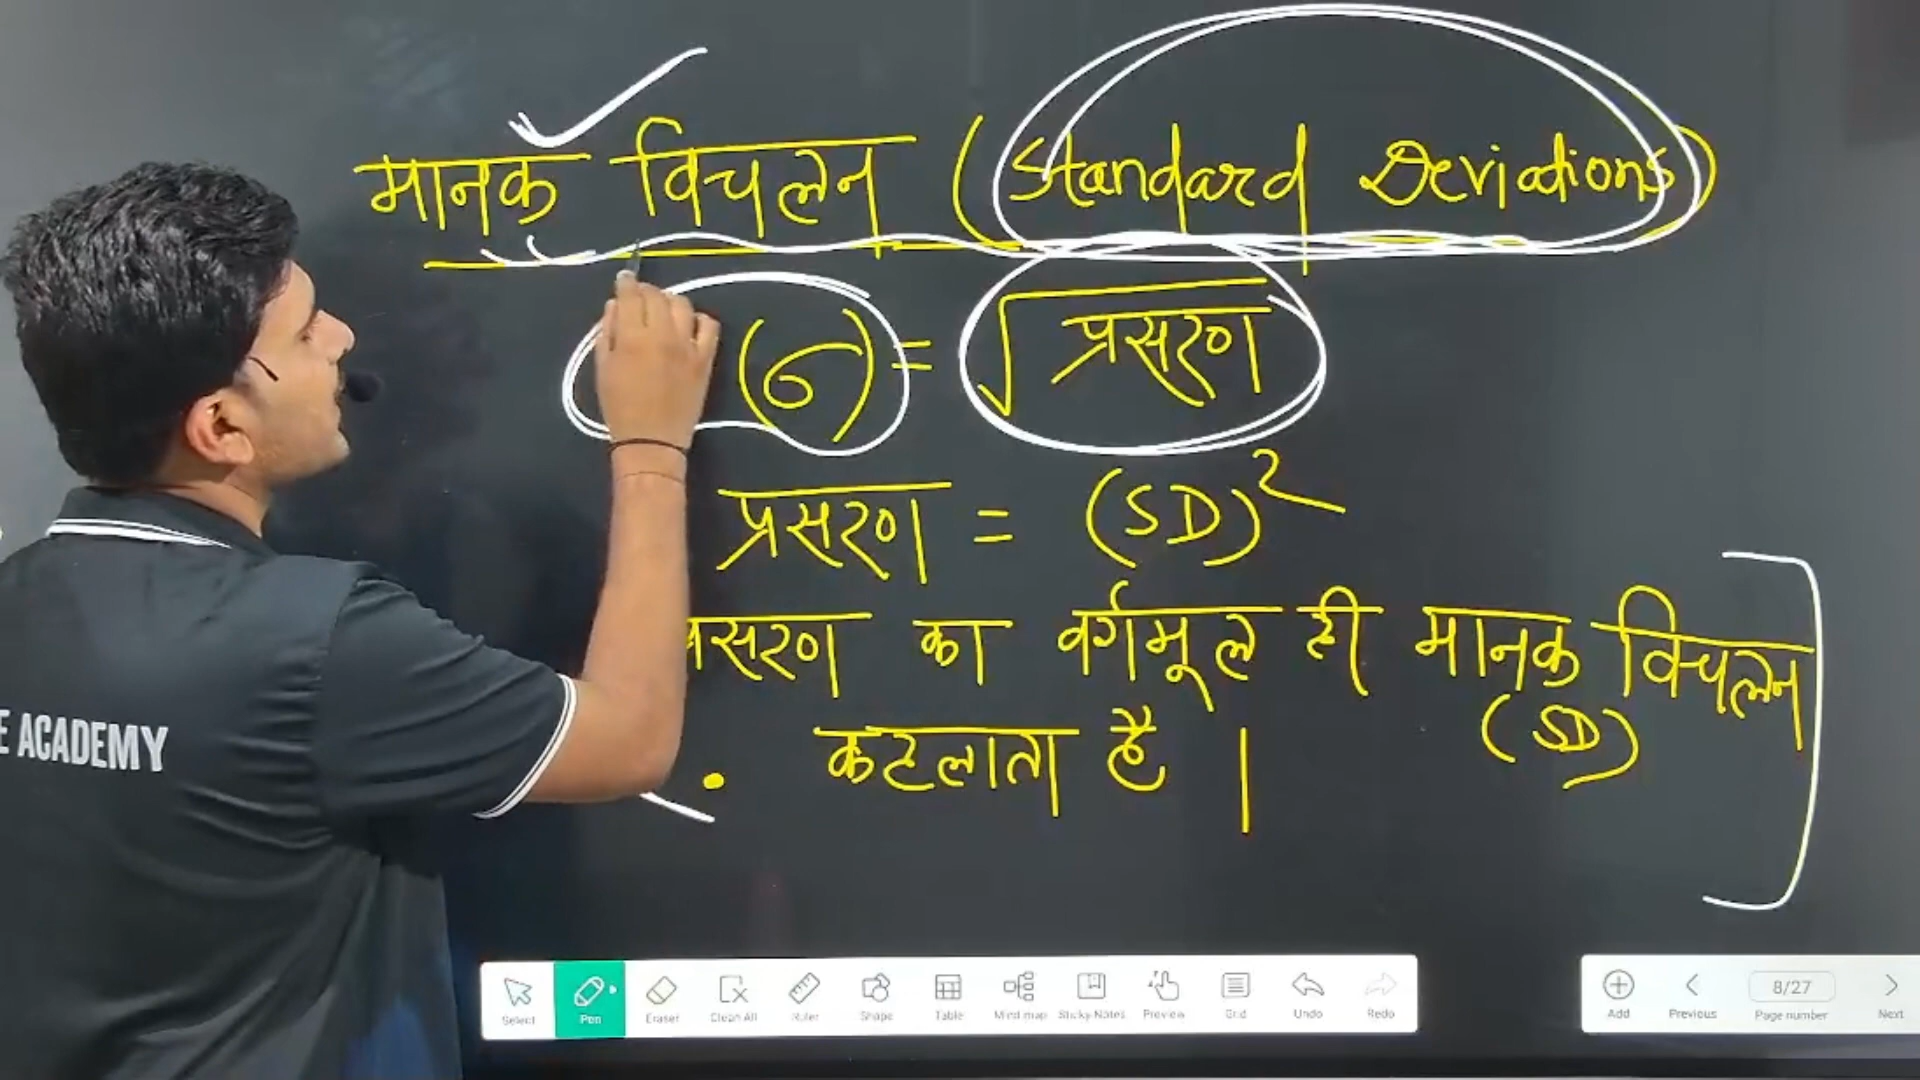 मानक विचलन (Standard Deviations)
(σ) = √प्रसरण
प्रसरण = (SD)²
प्रसरण का वर्गमूल ही मानक विचलन
(SD)
कहलाता है |
E ACADEMY
Select
Pen
Eraser
Clean All
Ruler
Shape
Table
Mind map
Sticky Notes
Preview
Grid
Undo
Redo
Add
Previous
8/27
Page number
Next